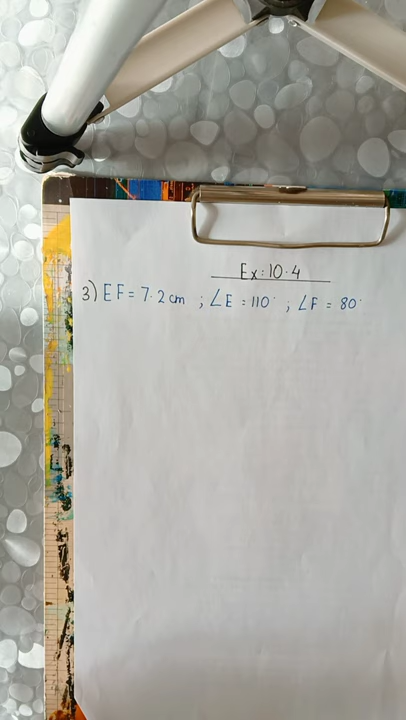 Ex: 10.4
3) EF = 7.2 cm ; ∠E = 110° ; ∠F = 80°